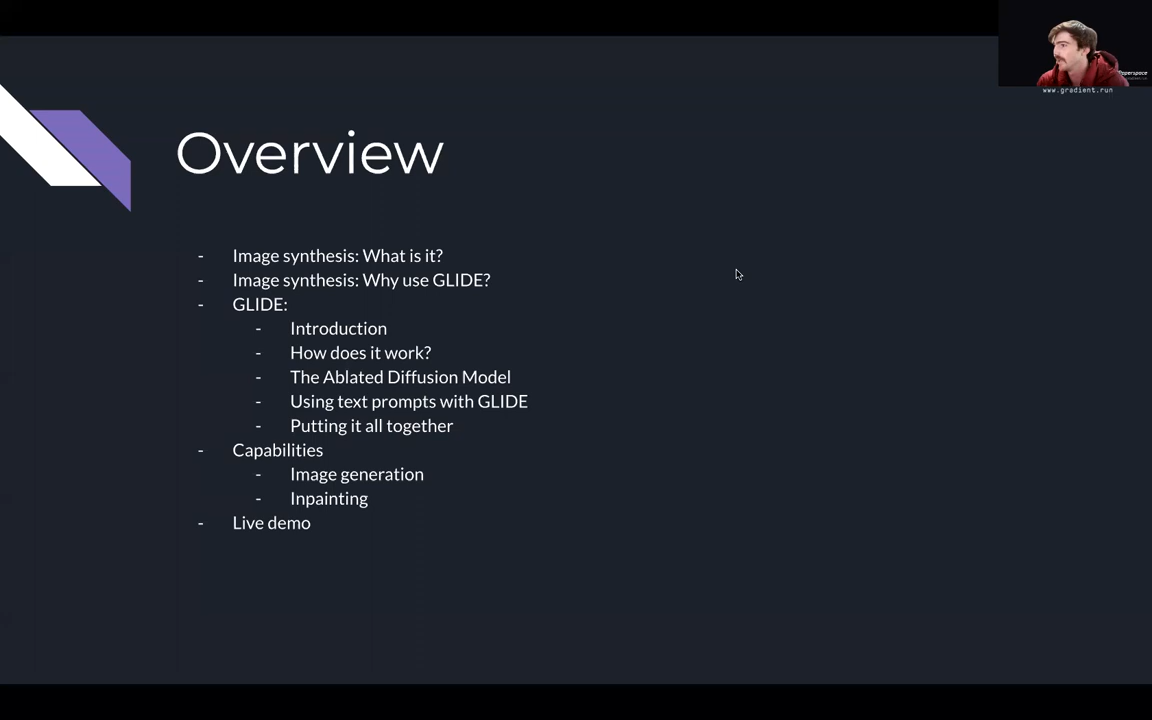 Paperspace
www.gradient.run
Overview
- Image synthesis: What is it?
- Image synthesis: Why use GLIDE?
- GLIDE:
- Introduction
- How does it work?
- The Ablated Diffusion Model
- Using text prompts with GLIDE
- Putting it all together
- Capabilities
- Image generation
- Inpainting
- Live demo